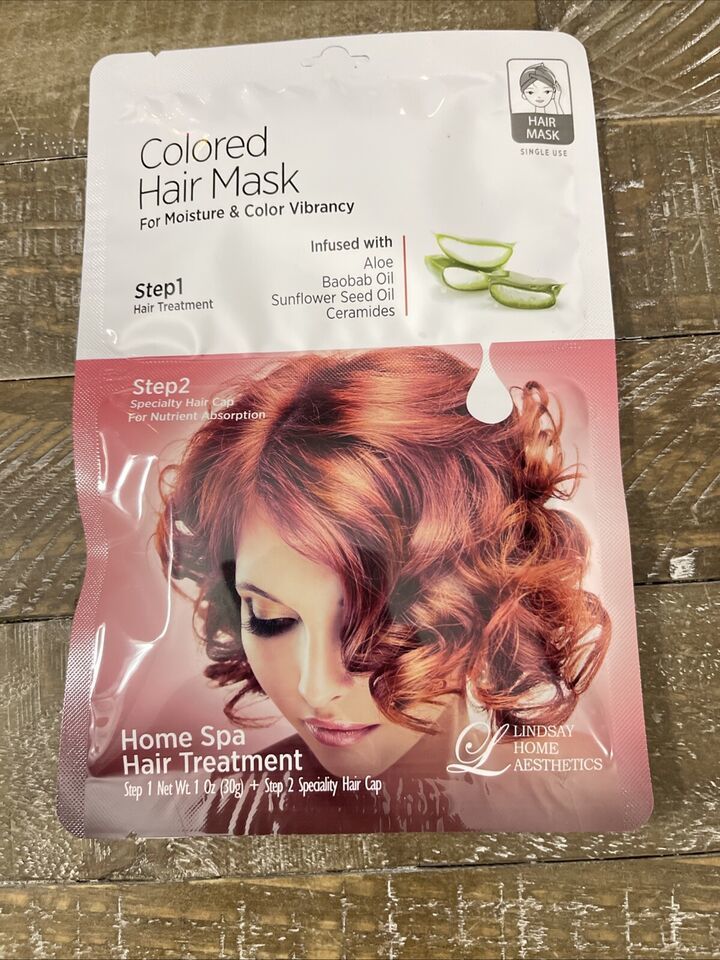 HAIR
MASK
SINGLE USE
Colored
Hair Mask
For Moisture & Color Vibrancy
Infused with
Aloe
Baobab Oil
Sunflower Seed Oil
Ceramides
Step1
Hair Treatment
Step2
Specialty Hair Cap
For Nutrient Absorption
Home Spa
Hair Treatment
Step 1 Net Wt. 1 Oz (30g) + Step 2 Speciality Hair Cap
L LINDSAY
HOME
AESTHETICS